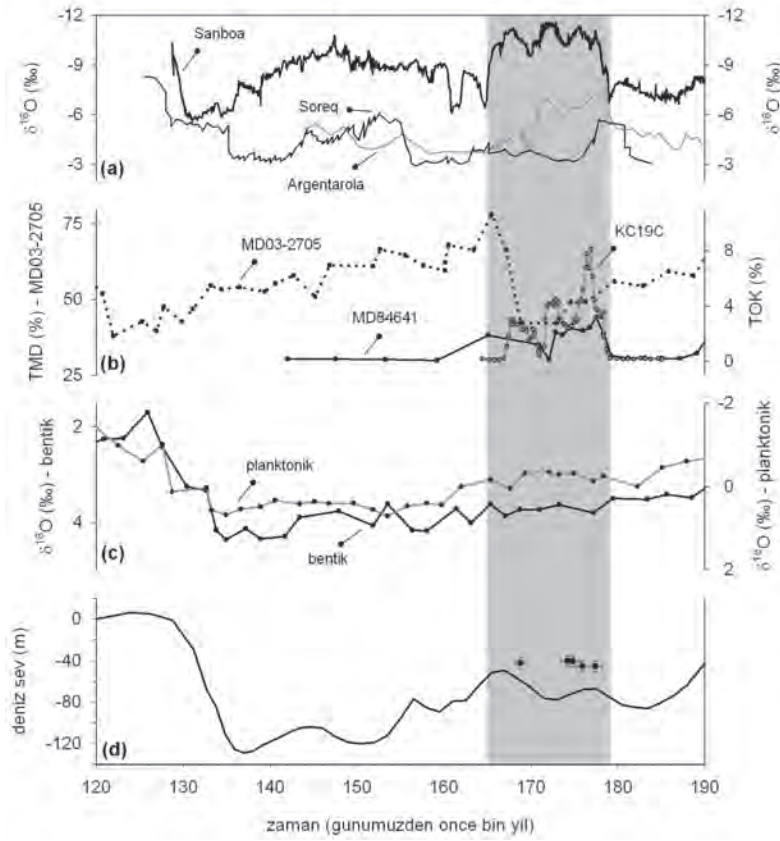 -12
-9
-6
-3
δ¹⁸O (‰)
Sanboa
Soreq
Argentarola
(a)
-12
-9
-6
-3
δ¹⁸O (‰)
75
50
25
TMD (%) - MD03-2705
MD03-2705
KC19C
MD84641
(b)
8
4
0
TOK (%)
2
4
δ¹⁸O (‰) - bentik
planktonik
bentik
(c)
-2
0
2
δ¹⁸O (‰) - planktonik
0
-40
-80
-120
deniz sev (m)
(d)
120 130 140 150 160 170 180 190
zaman (gunumuzden once bin yil)